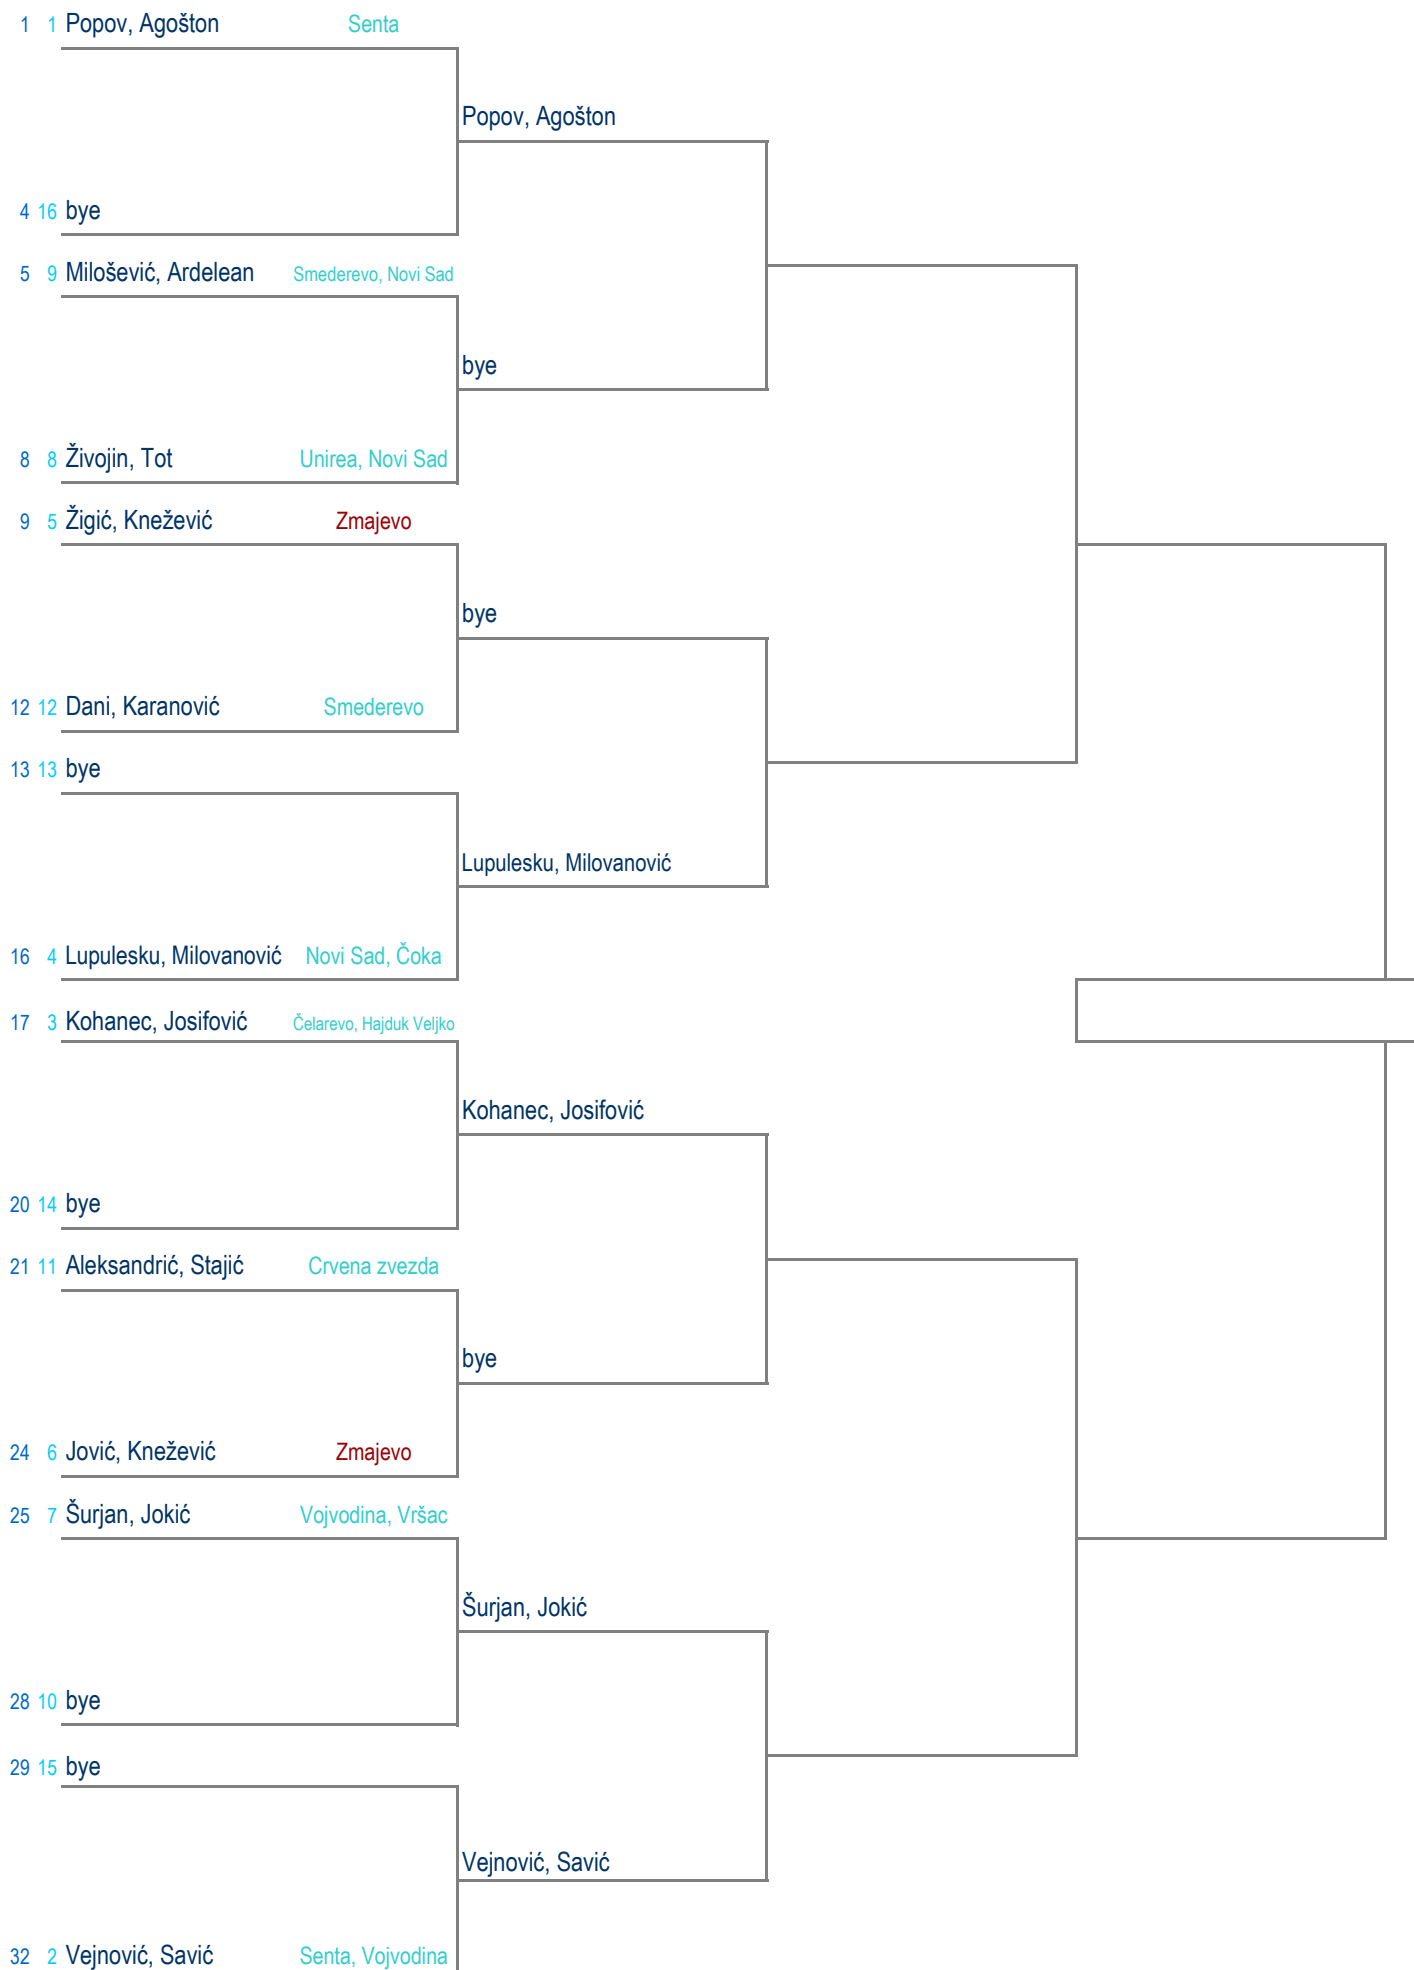 1 1 Popov, Agošton Senta
Popov, Agošton
4 16 bye
5 9 Milošević, Ardelean Smederevo, Novi Sad
bye
8 8 Živojin, Tot Unirea, Novi Sad
9 5 Žigić, Knežević Zmajevo
bye
12 12 Dani, Karanović Smederevo
13 13 bye
Lupulesku, Milovanović
16 4 Lupulesku, Milovanović Novi Sad, Čoka
17 3 Kohanec, Josifović Čelarevo, Hajduk Veljko
Kohanec, Josifović
20 14 bye
21 11 Aleksandrić, Stajić Crvena zvezda
bye
24 6 Jović, Knežević Zmajevo
25 7 Šurjan, Jokić Vojvodina, Vršac
Šurjan, Jokić
28 10 bye
29 15 bye
Vejnović, Savić
32 2 Vejnović, Savić Senta, Vojvodina